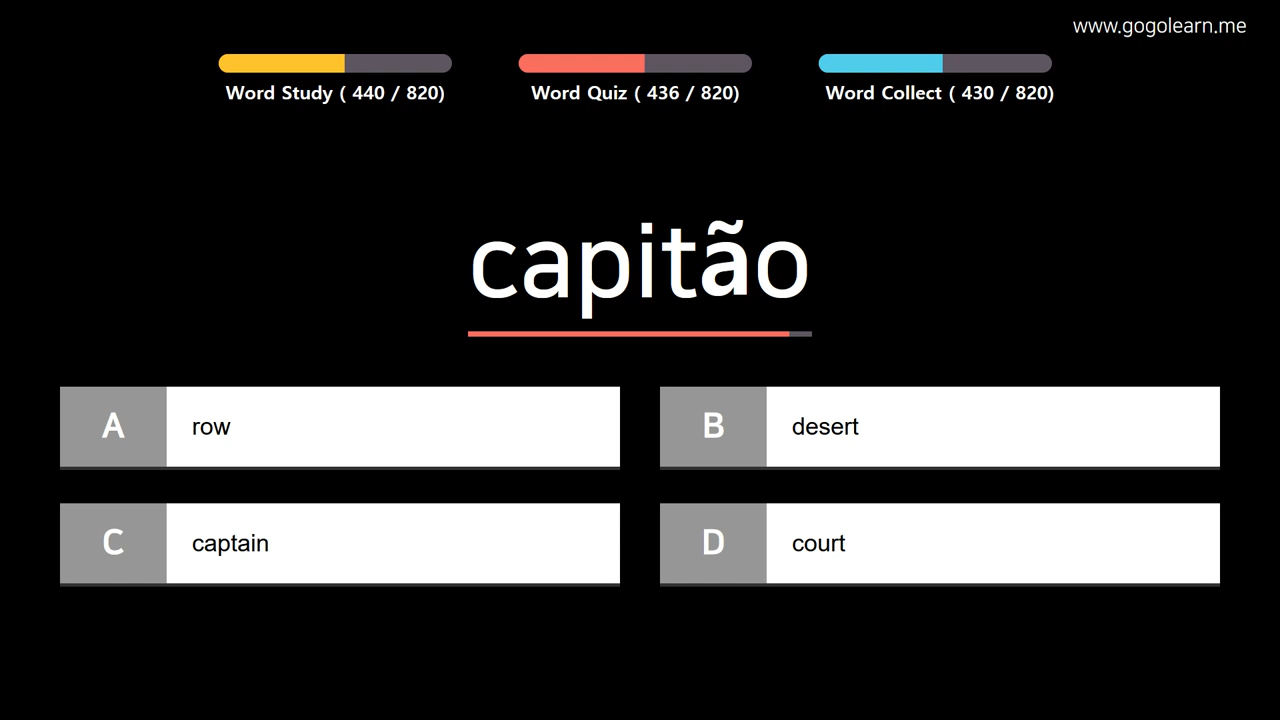 www.gogolearn.me
Word Study ( 440 / 820)
Word Quiz ( 436 / 820)
Word Collect ( 430 / 820)
capitão
A row
B desert
C captain
D court